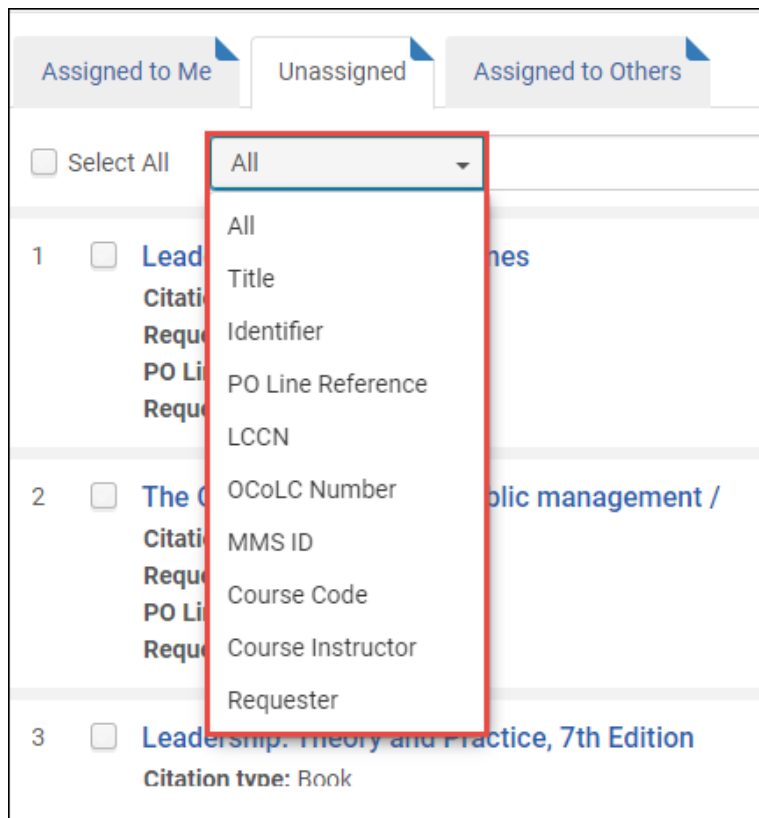 Assigned to Me Unassigned Assigned to Others
Select All All
All
Title
Identifier
PO Line Reference
LCCN
OCoLC Number
MMS ID
Course Code
Course Instructor
Requester
1
2 The
blic management /
3 Leadership: Theory and Practice, 7th Edition
Citation type: Book